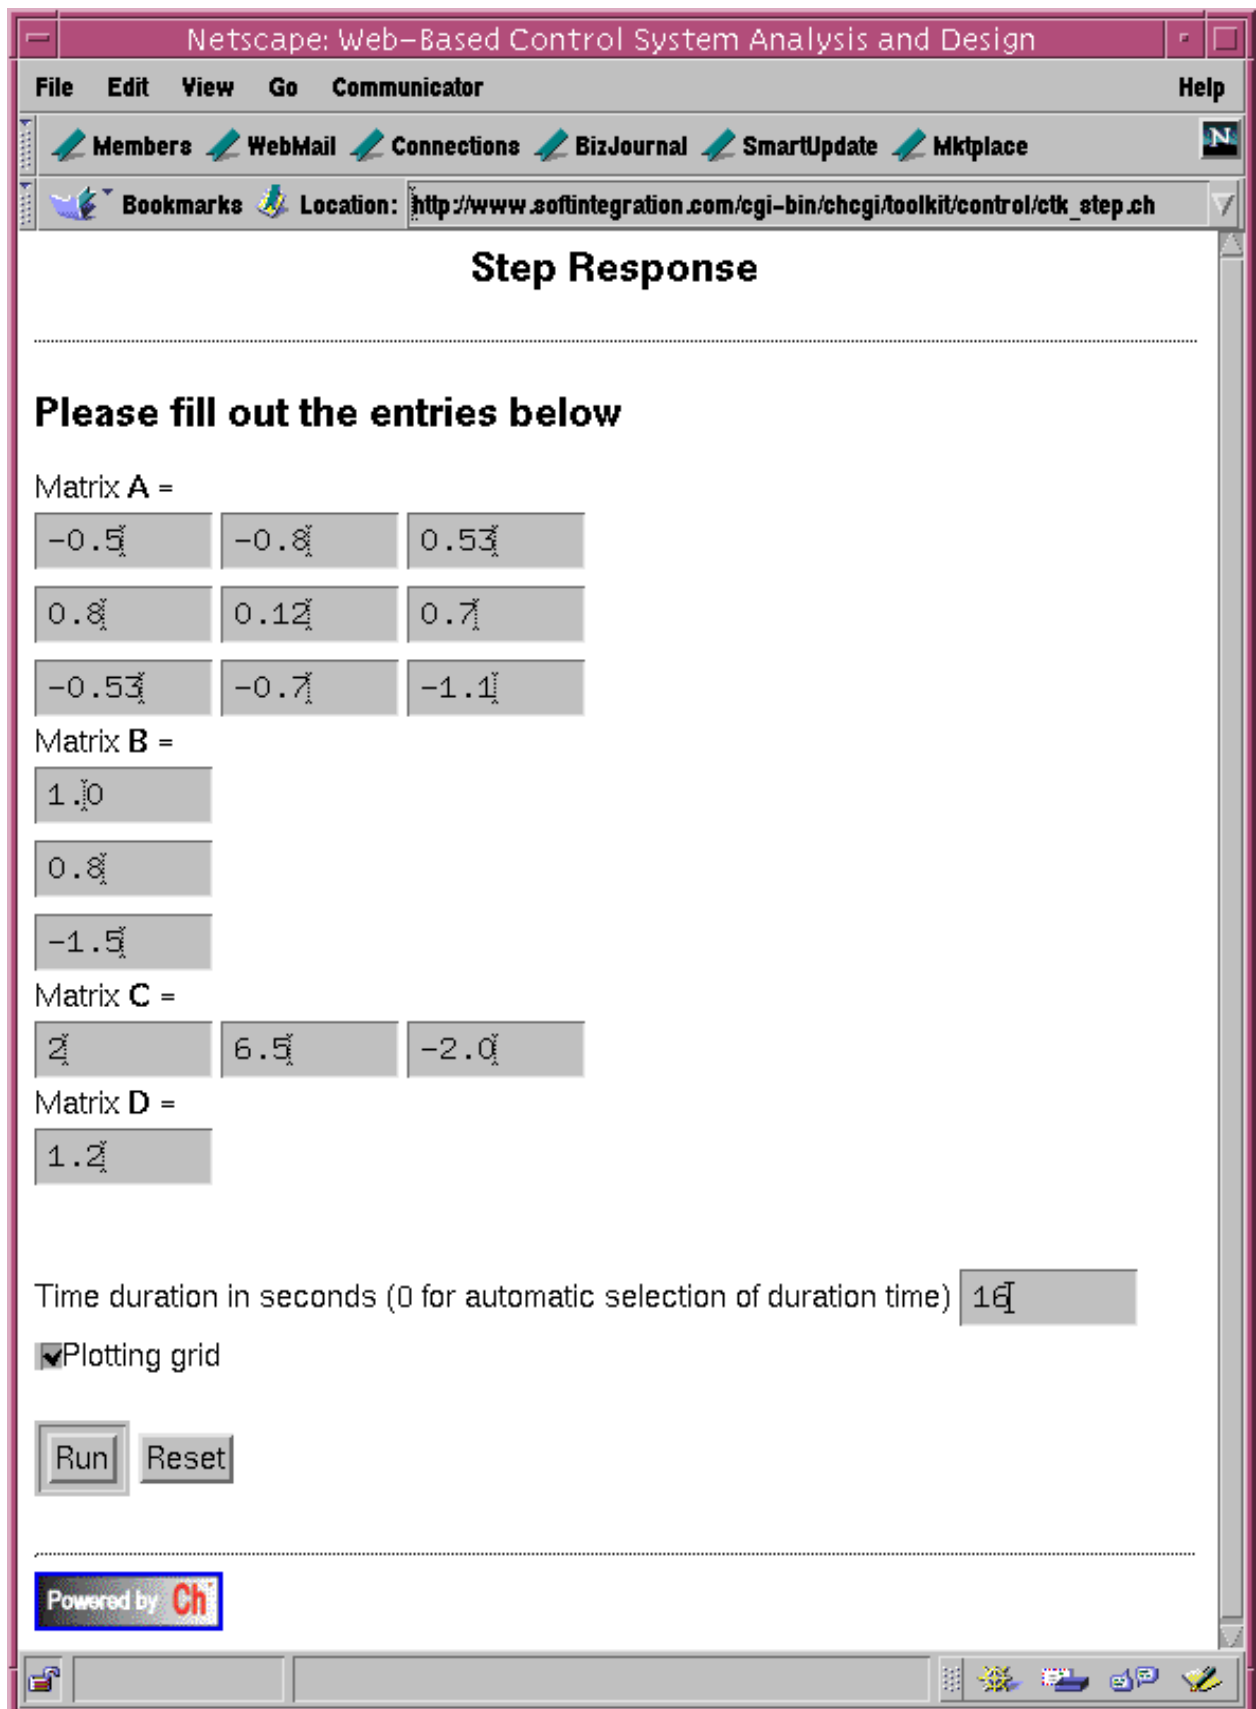 Netscape: Web-Based Control System Analysis and Design
File Edit View Go Communicator Help
Members WebMail Connections BizJournal SmartUpdate Mktplace N
Bookmarks Location: http://www.softintegration.com/cgi-bin/chcgi/toolkit/control/ctk_step.ch
Step Response
Please fill out the entries below
Matrix A =
-0.5 -0.8 0.53
0.8 0.12 0.7
-0.53 -0.7 -1.1
Matrix B =
1.0
0.8
-1.5
Matrix C =
2 6.5 -2.0
Matrix D =
1.2
Time duration in seconds (0 for automatic selection of duration time) 16
Plotting grid
Run Reset
Powered by Ch